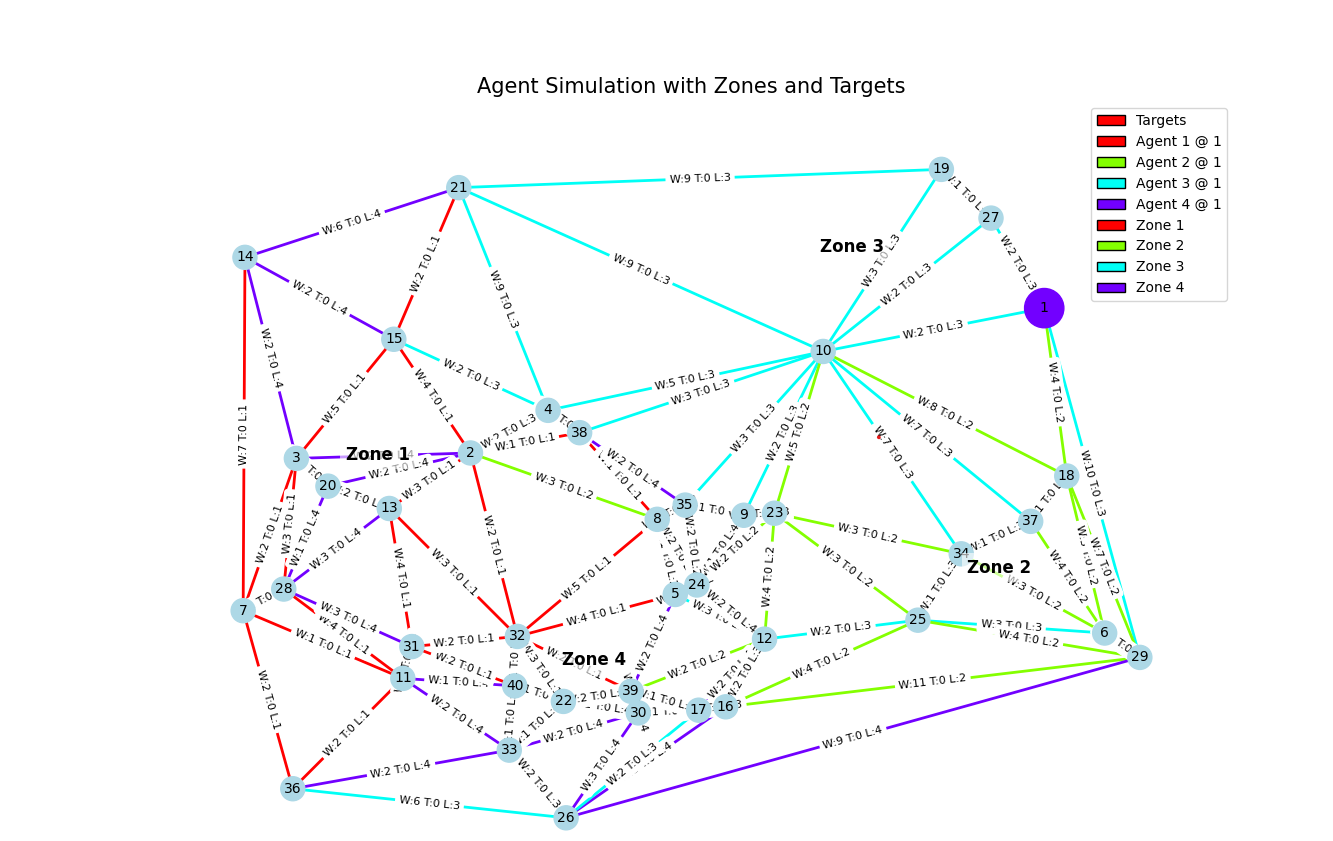 Agent Simulation with Zones and Targets
Targets
Agent 1 @ 1
Agent 2 @ 1
Agent 3 @ 1
Agent 4 @ 1
Zone 1
Zone 2
Zone 3
Zone 4
19
W:9 T:0 L:3
21
27
W:6 T:0 L:4
Zone 3
W:3 T:0 L:3
W:2 T:0 L:3
14
W:2 T:0 L:1
W:9 T:0 L:3
W:2 T:0 L:3
W:2 T:0 L:4
W:9 T:0 L:3
1
W:2 T:0 L:3
15
10
W:2 T:0 L:4
W:2 T:0 L:3
W:5 T:0 L:3
W:3 T:0 L:3
W:4 T:0 L:2
W:5 T:0 L:1
W:4 T:0 L:1
4
W:8 T:0 L:2
W:7 T:0 L:1
W:2 T:0 L:3
38
W:3 T:0 L:3
W:2 T:0 L:3
W:5 T:0 L:2
W:7 T:0 L:3
W:7 T:0 L:3
W:1 T:0 L:1
Zone 1
2
3
W:2 T:0 L:4
W:2 T:0 L:4
W:10 T:0 L:3
18
20
W:3 T:0 L:1
W:3 T:0 L:2
13
35
8
9
23
37
W:3 T:0 L:2
W:2 T:0 L:1
W:3 T:0 L:1
W:1 T:0 L:4
W:3 T:0 L:4
W:2 T:0 L:1
W:2 T:0 L:2
34
W:1 T:0 L:3
Zone 2
W:7 T:0 L:2
W:3 T:0 L:1
W:5 T:0 L:1
W:3 T:0 L:2
W:4 T:0 L:2
W:3 T:0 L:2
W:4 T:0 L:1
W:4 T:0 L:2
28
24
5
7
W:3 T:0 L:4
W:4 T:0 L:1
W:4 T:0 L:1
W:2 T:0 L:4
W:1 T:0 L:3
25
W:3 T:0 L:3
6
W:1 T:0 L:1
W:2 T:0 L:1
32
W:2 T:0 L:3
12
W:4 T:0 L:2
31
W:2 T:0 L:1
Zone 4
W:2 T:0 L:4
W:2 T:0 L:2
29
11
40
W:4 T:0 L:2
W:11 T:0 L:2
39
22
W:2 T:0 L:1
W:2 T:0 L:4
30
17
16
W:2 T:0 L:1
W:2 T:0 L:4
33
W:9 T:0 L:4
W:2 T:0 L:4
W:2 T:0 L:3
W:3 T:0 L:4
W:2 T:0 L:3
36
W:6 T:0 L:3
26